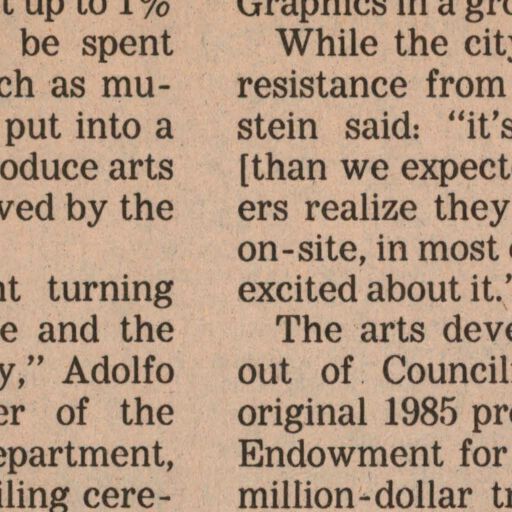 t up to 1%
be spent
ch as mu-
put into a
oduce arts
ved by the
nt turning
e and the
y,” Adolfo
er of the
epartment,
iling cere-
Graphics in a gro
While the city
resistance from
stein said: “it’s
[than we expect
ers realize they
on-site, in most
excited about it.’
The arts deve
out of Council
original 1985 pro
Endowment for
million-dollar tr